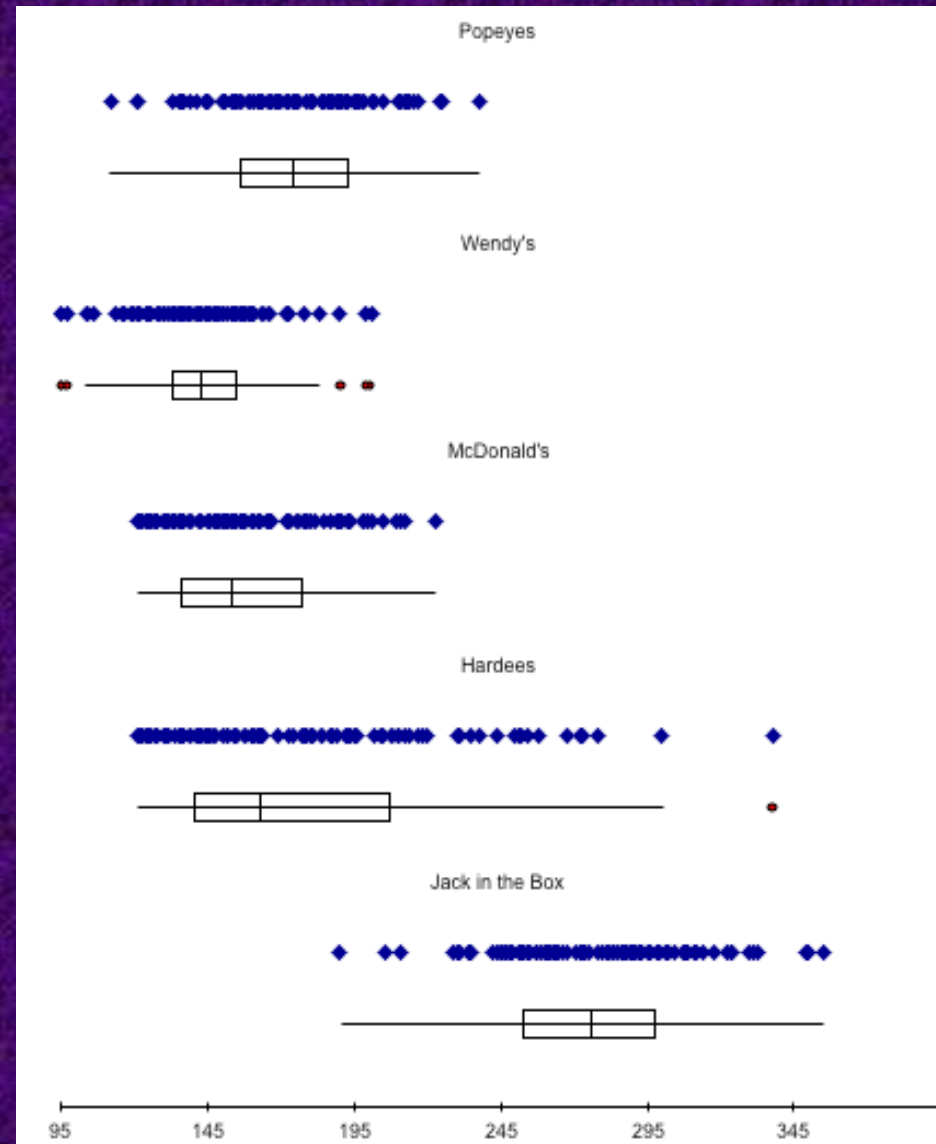 Popeyes
Wendy's
McDonald's
Hardees
Jack in the Box
95 145 195 245 295 345